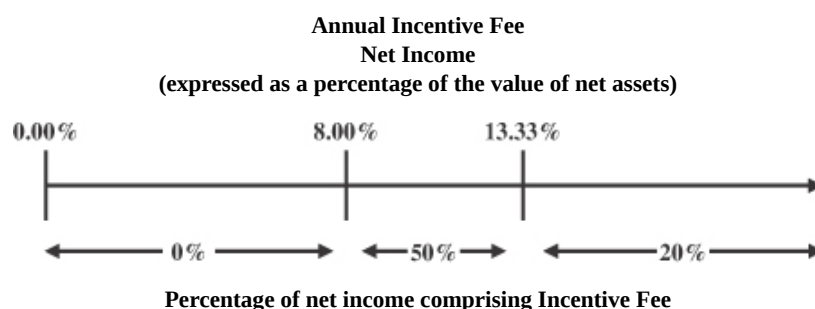 Annual Incentive Fee
Net Income
(expressed as a percentage of the value of net assets)
0.00% 8.00% 13.33%
0% 50% 20%
Percentage of net income comprising Incentive Fee